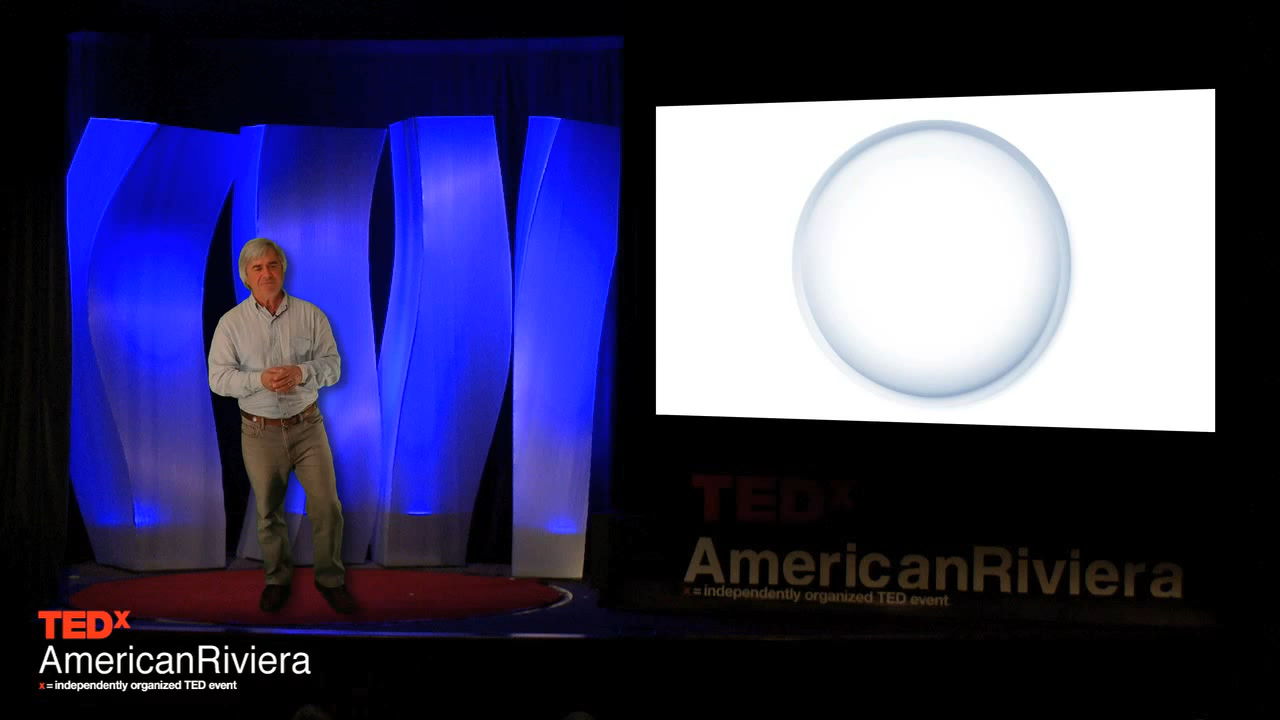 TEDx
AmericanRiviera
x = independently organized TED event
TEDx
AmericanRiviera
x = independently organized TED event